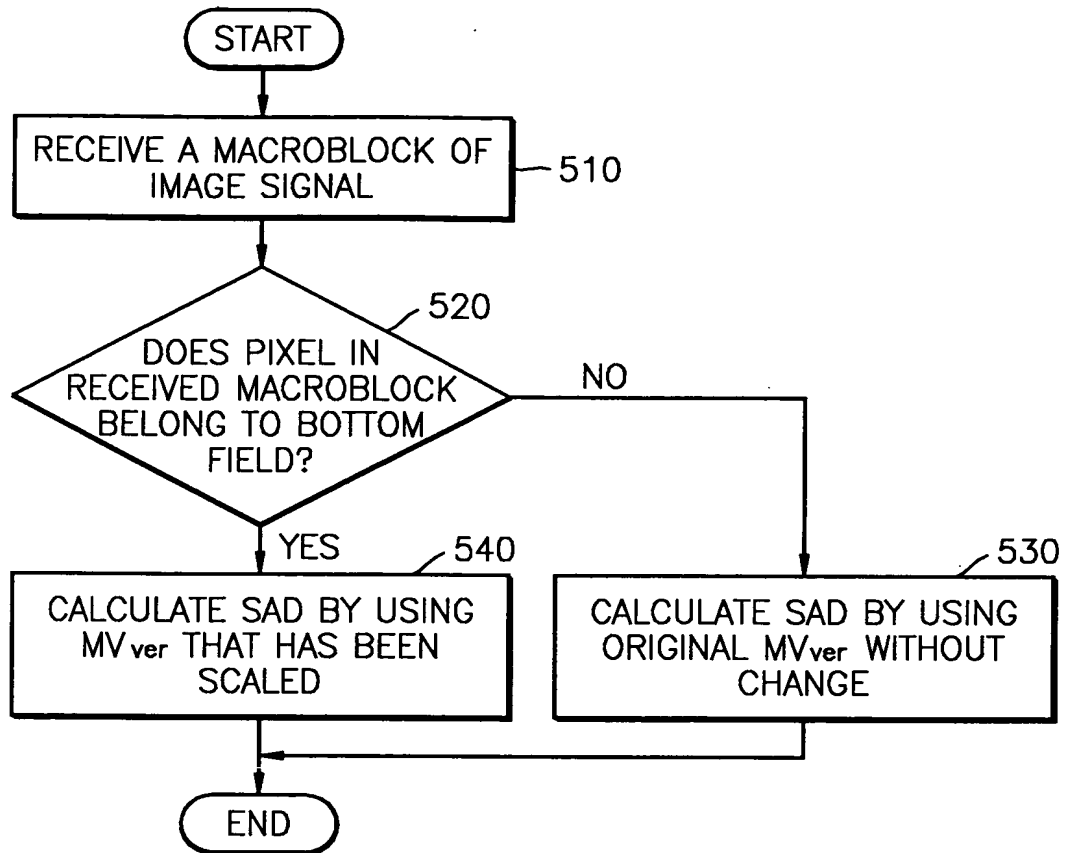 START
RECEIVE A MACROBLOCK OF
IMAGE SIGNAL
510
520
DOES PIXEL IN
RECEIVED MACROBLOCK
BELONG TO BOTTOM
FIELD?
NO
YES
540
530
CALCULATE SAD BY USING
MVver THAT HAS BEEN
SCALED
CALCULATE SAD BY USING
ORIGINAL MVver WITHOUT
CHANGE
END